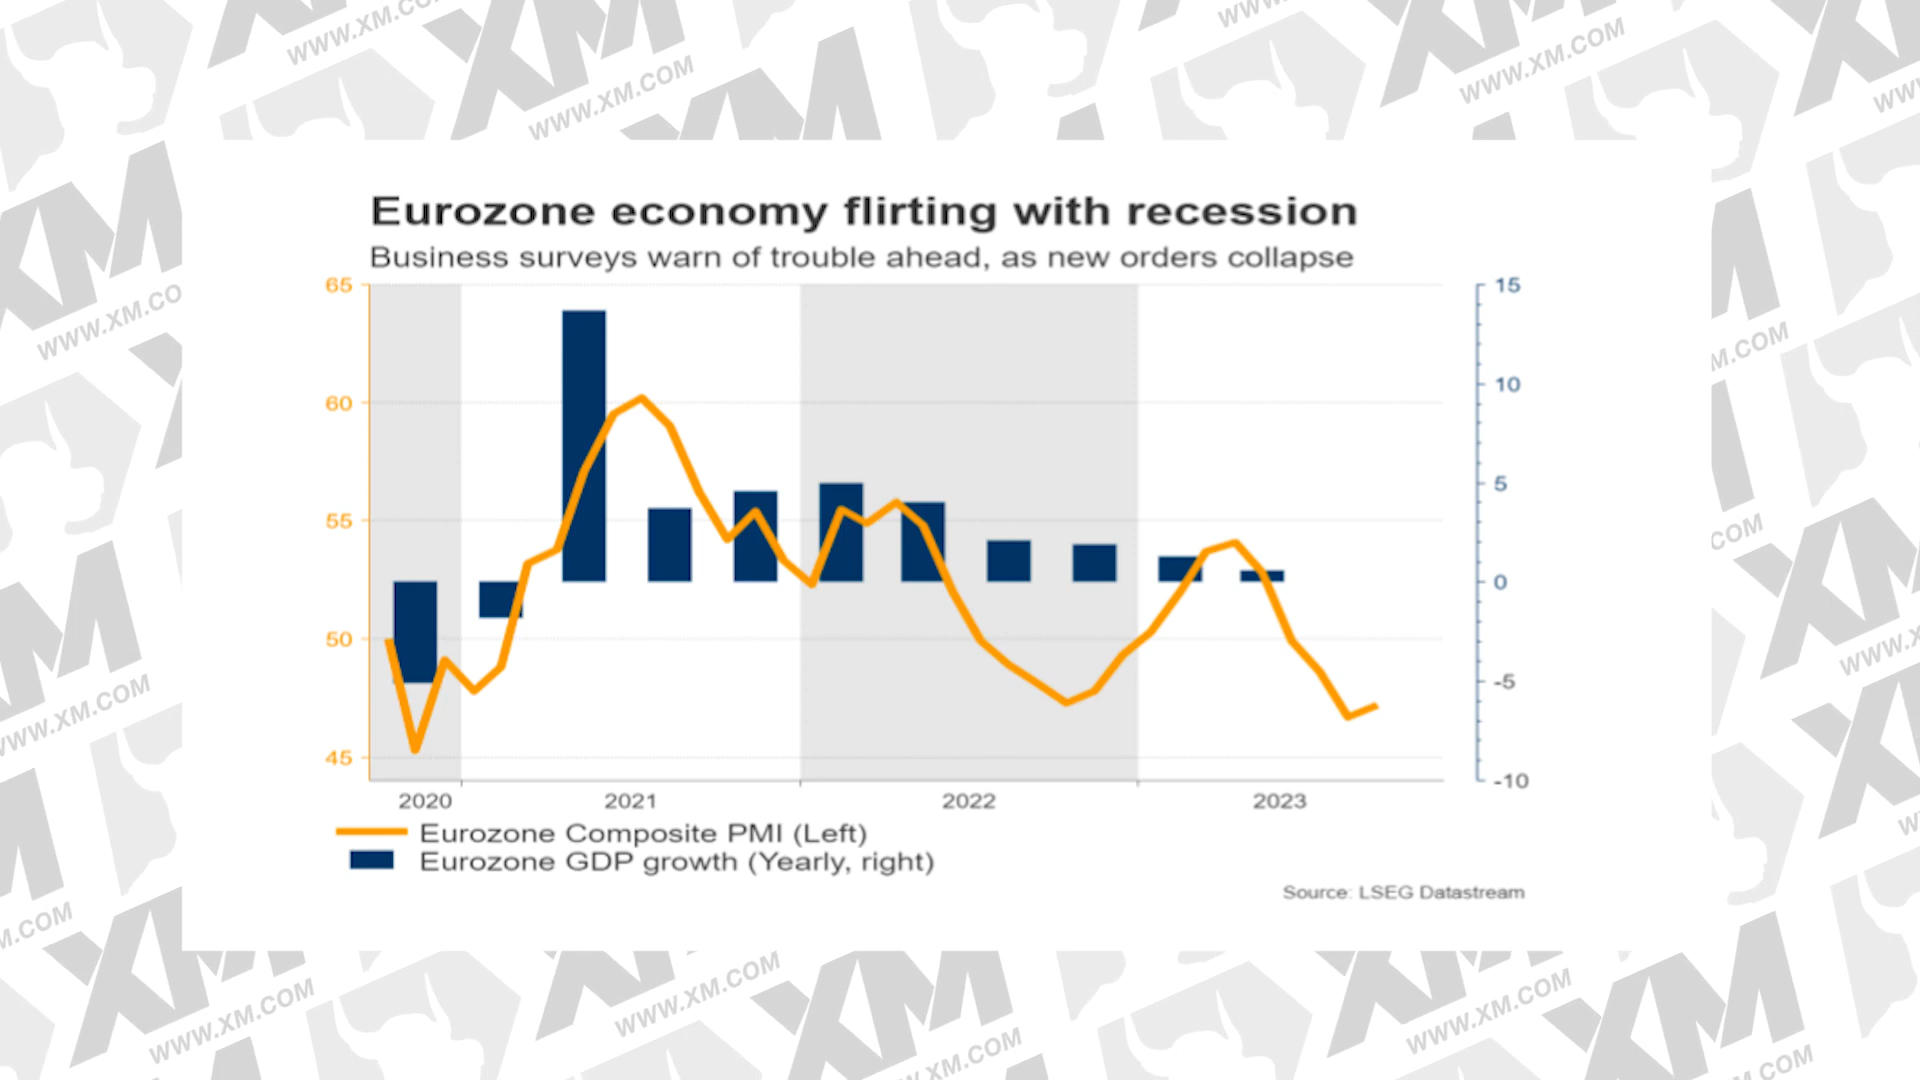 Eurozone economy flirting with recession
Business surveys warn of trouble ahead, as new orders collapse
65
60
55
50
45
15
10
5
0
-5
-10
2020 2021 2022 2023
Eurozone Composite PMI (Left)
Eurozone GDP growth (Yearly, right)
Source: LSEG Datastream
XM
WWW.XM.COM